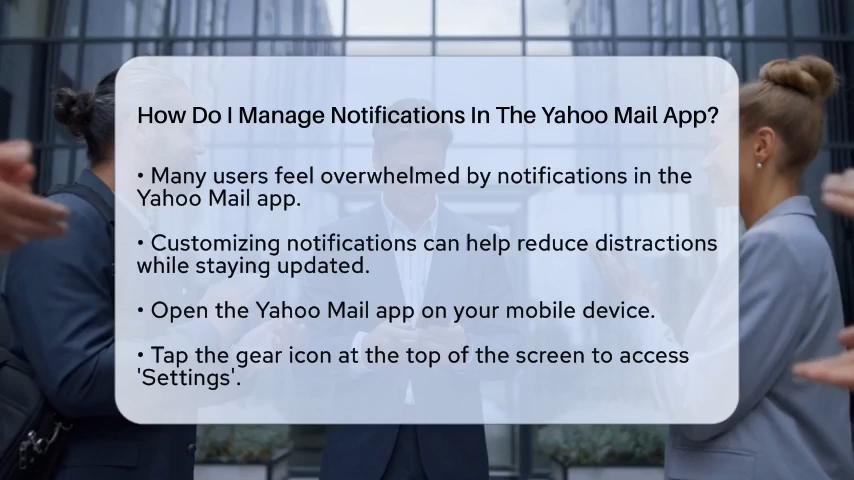 How Do I Manage Notifications In The Yahoo Mail App?
• Many users feel overwhelmed by notifications in the
Yahoo Mail app.
• Customizing notifications can help reduce distractions
while staying updated.
• Open the Yahoo Mail app on your mobile device.
• Tap the gear icon at the top of the screen to access
'Settings'.